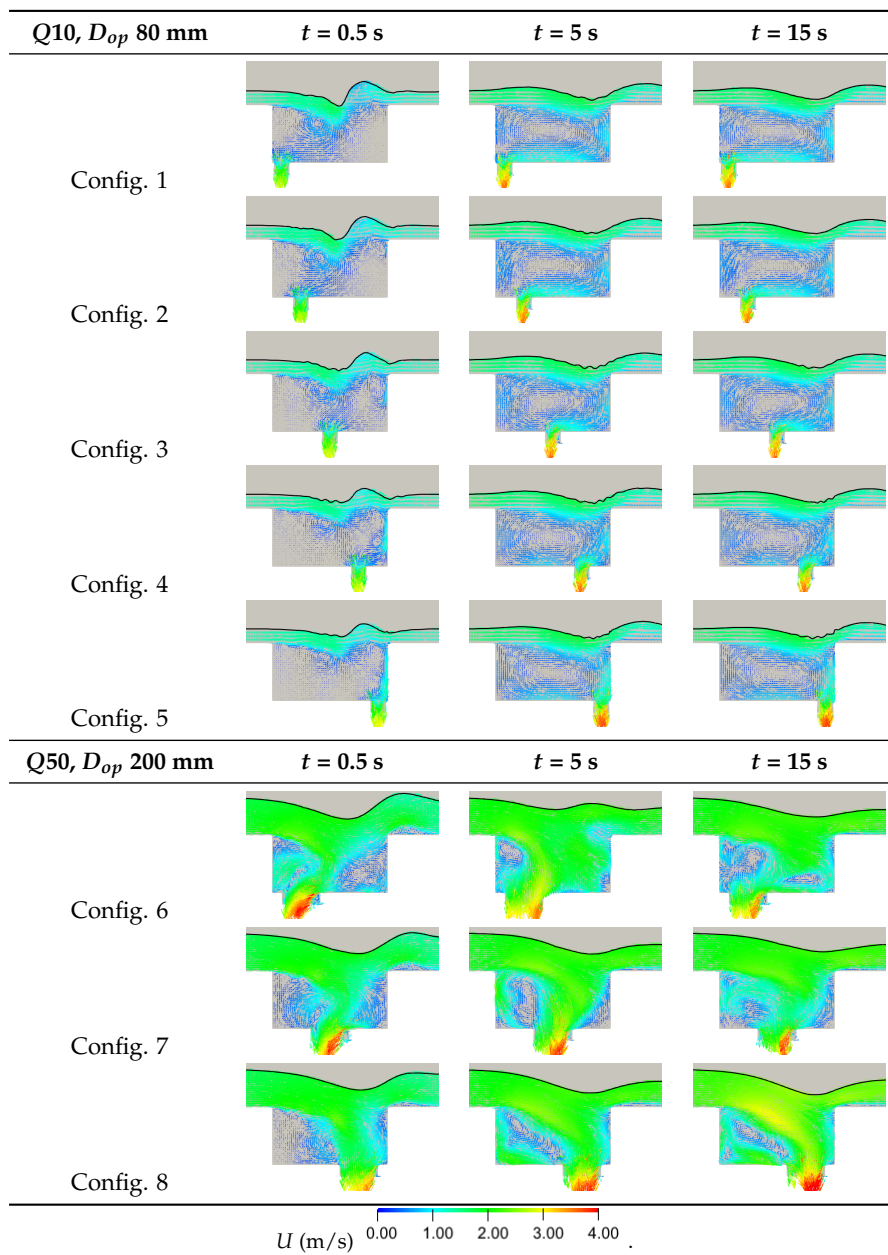 Q10, Dop 80 mm t = 0.5 s t = 5 s t = 15 s
Config. 1
Config. 2
Config. 3
Config. 4
Config. 5
Q50, Dop 200 mm t = 0.5 s t = 5 s t = 15 s
Config. 6
Config. 7
Config. 8
U (m/s) 0.00 1.00 2.00 3.00 4.00 .